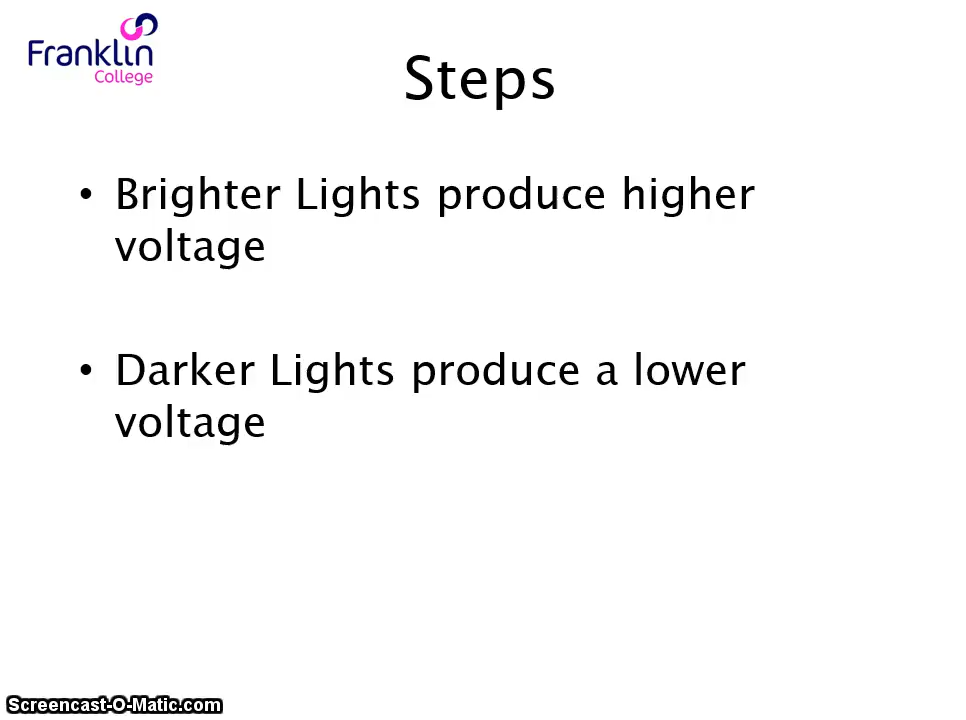 Franklin
College
Steps
• Brighter Lights produce higher
voltage
• Darker Lights produce a lower
voltage
Screencast-O-Matic.com